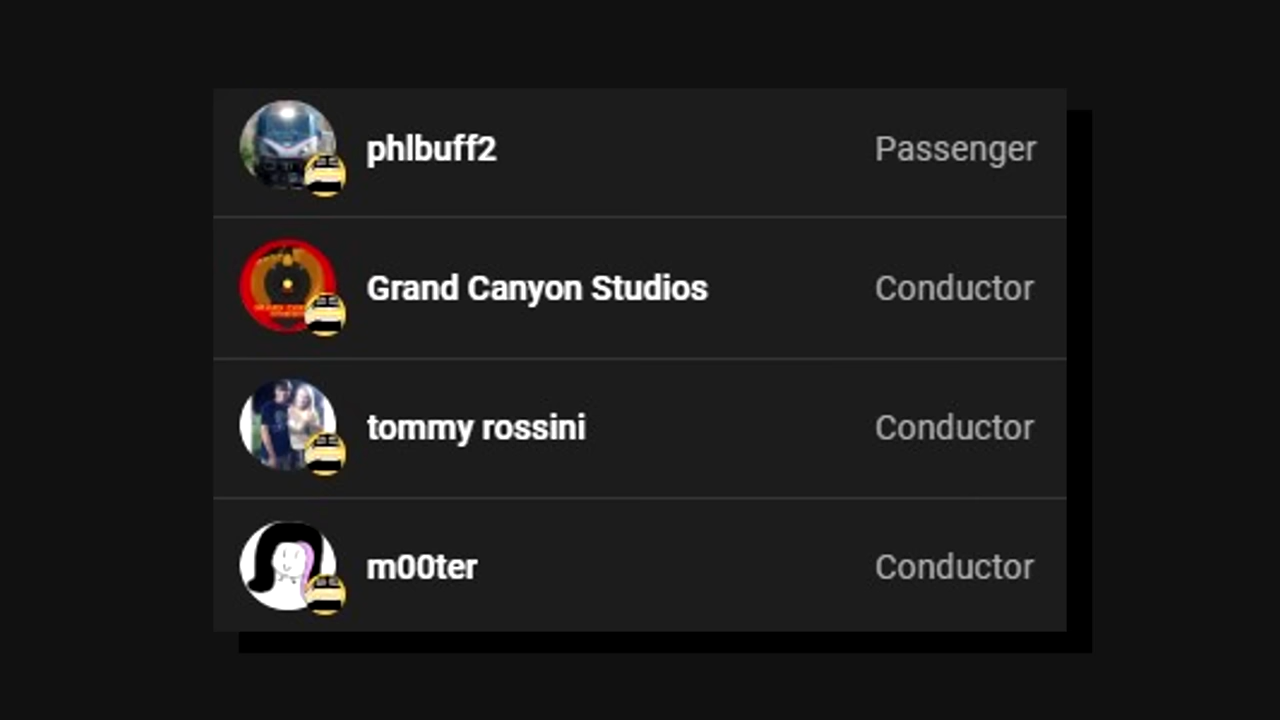 phlbuff2 Passenger
Grand Canyon Studios Conductor
tommy rossini Conductor
m00ter Conductor